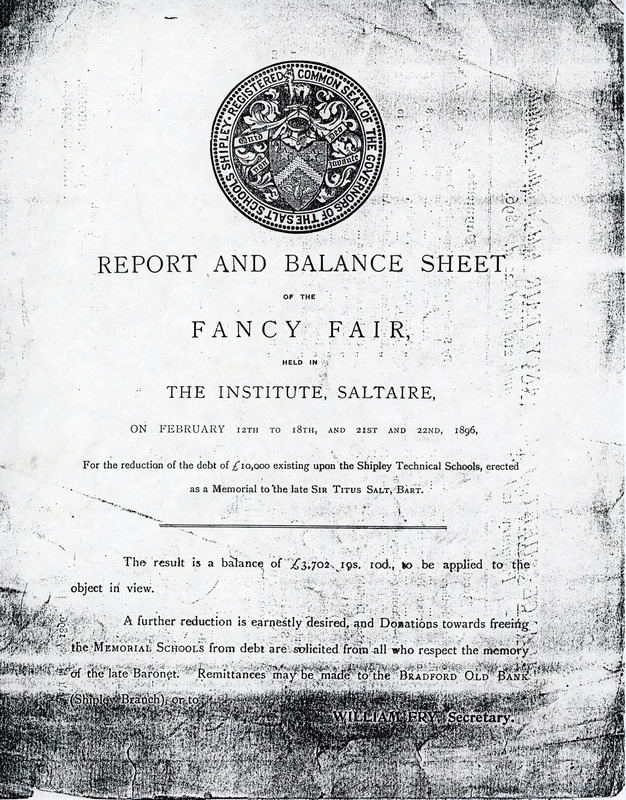 REGISTERED COMMON SEAL OF THE GOVERNORS OF THE SALT SCHOOLS SHIPLEY
Quid non Deo juvante
REPORT AND BALANCE SHEET
OF THE
FANCY FAIR,
HELD IN
THE INSTITUTE, SALTAIRE,
ON FEBRUARY 12TH TO 18TH, AND 21ST AND 22ND, 1896,
For the reduction of the debt of £10,000 existing upon the Shipley Technical Schools, erected
as a Memorial to the late SIR TITUS SALT, BART.
The result is a balance of £3,702 19s. 10d., to be applied to the
object in view.
A further reduction is earnestly desired, and Donations towards freeing
the MEMORIAL SCHOOLS from debt are solicited from all who respect the memory
of the late Baronet. Remittances may be made to the BRADFORD OLD BANK
(Shipley Branch) or to
WILLIAM FRY, Secretary.